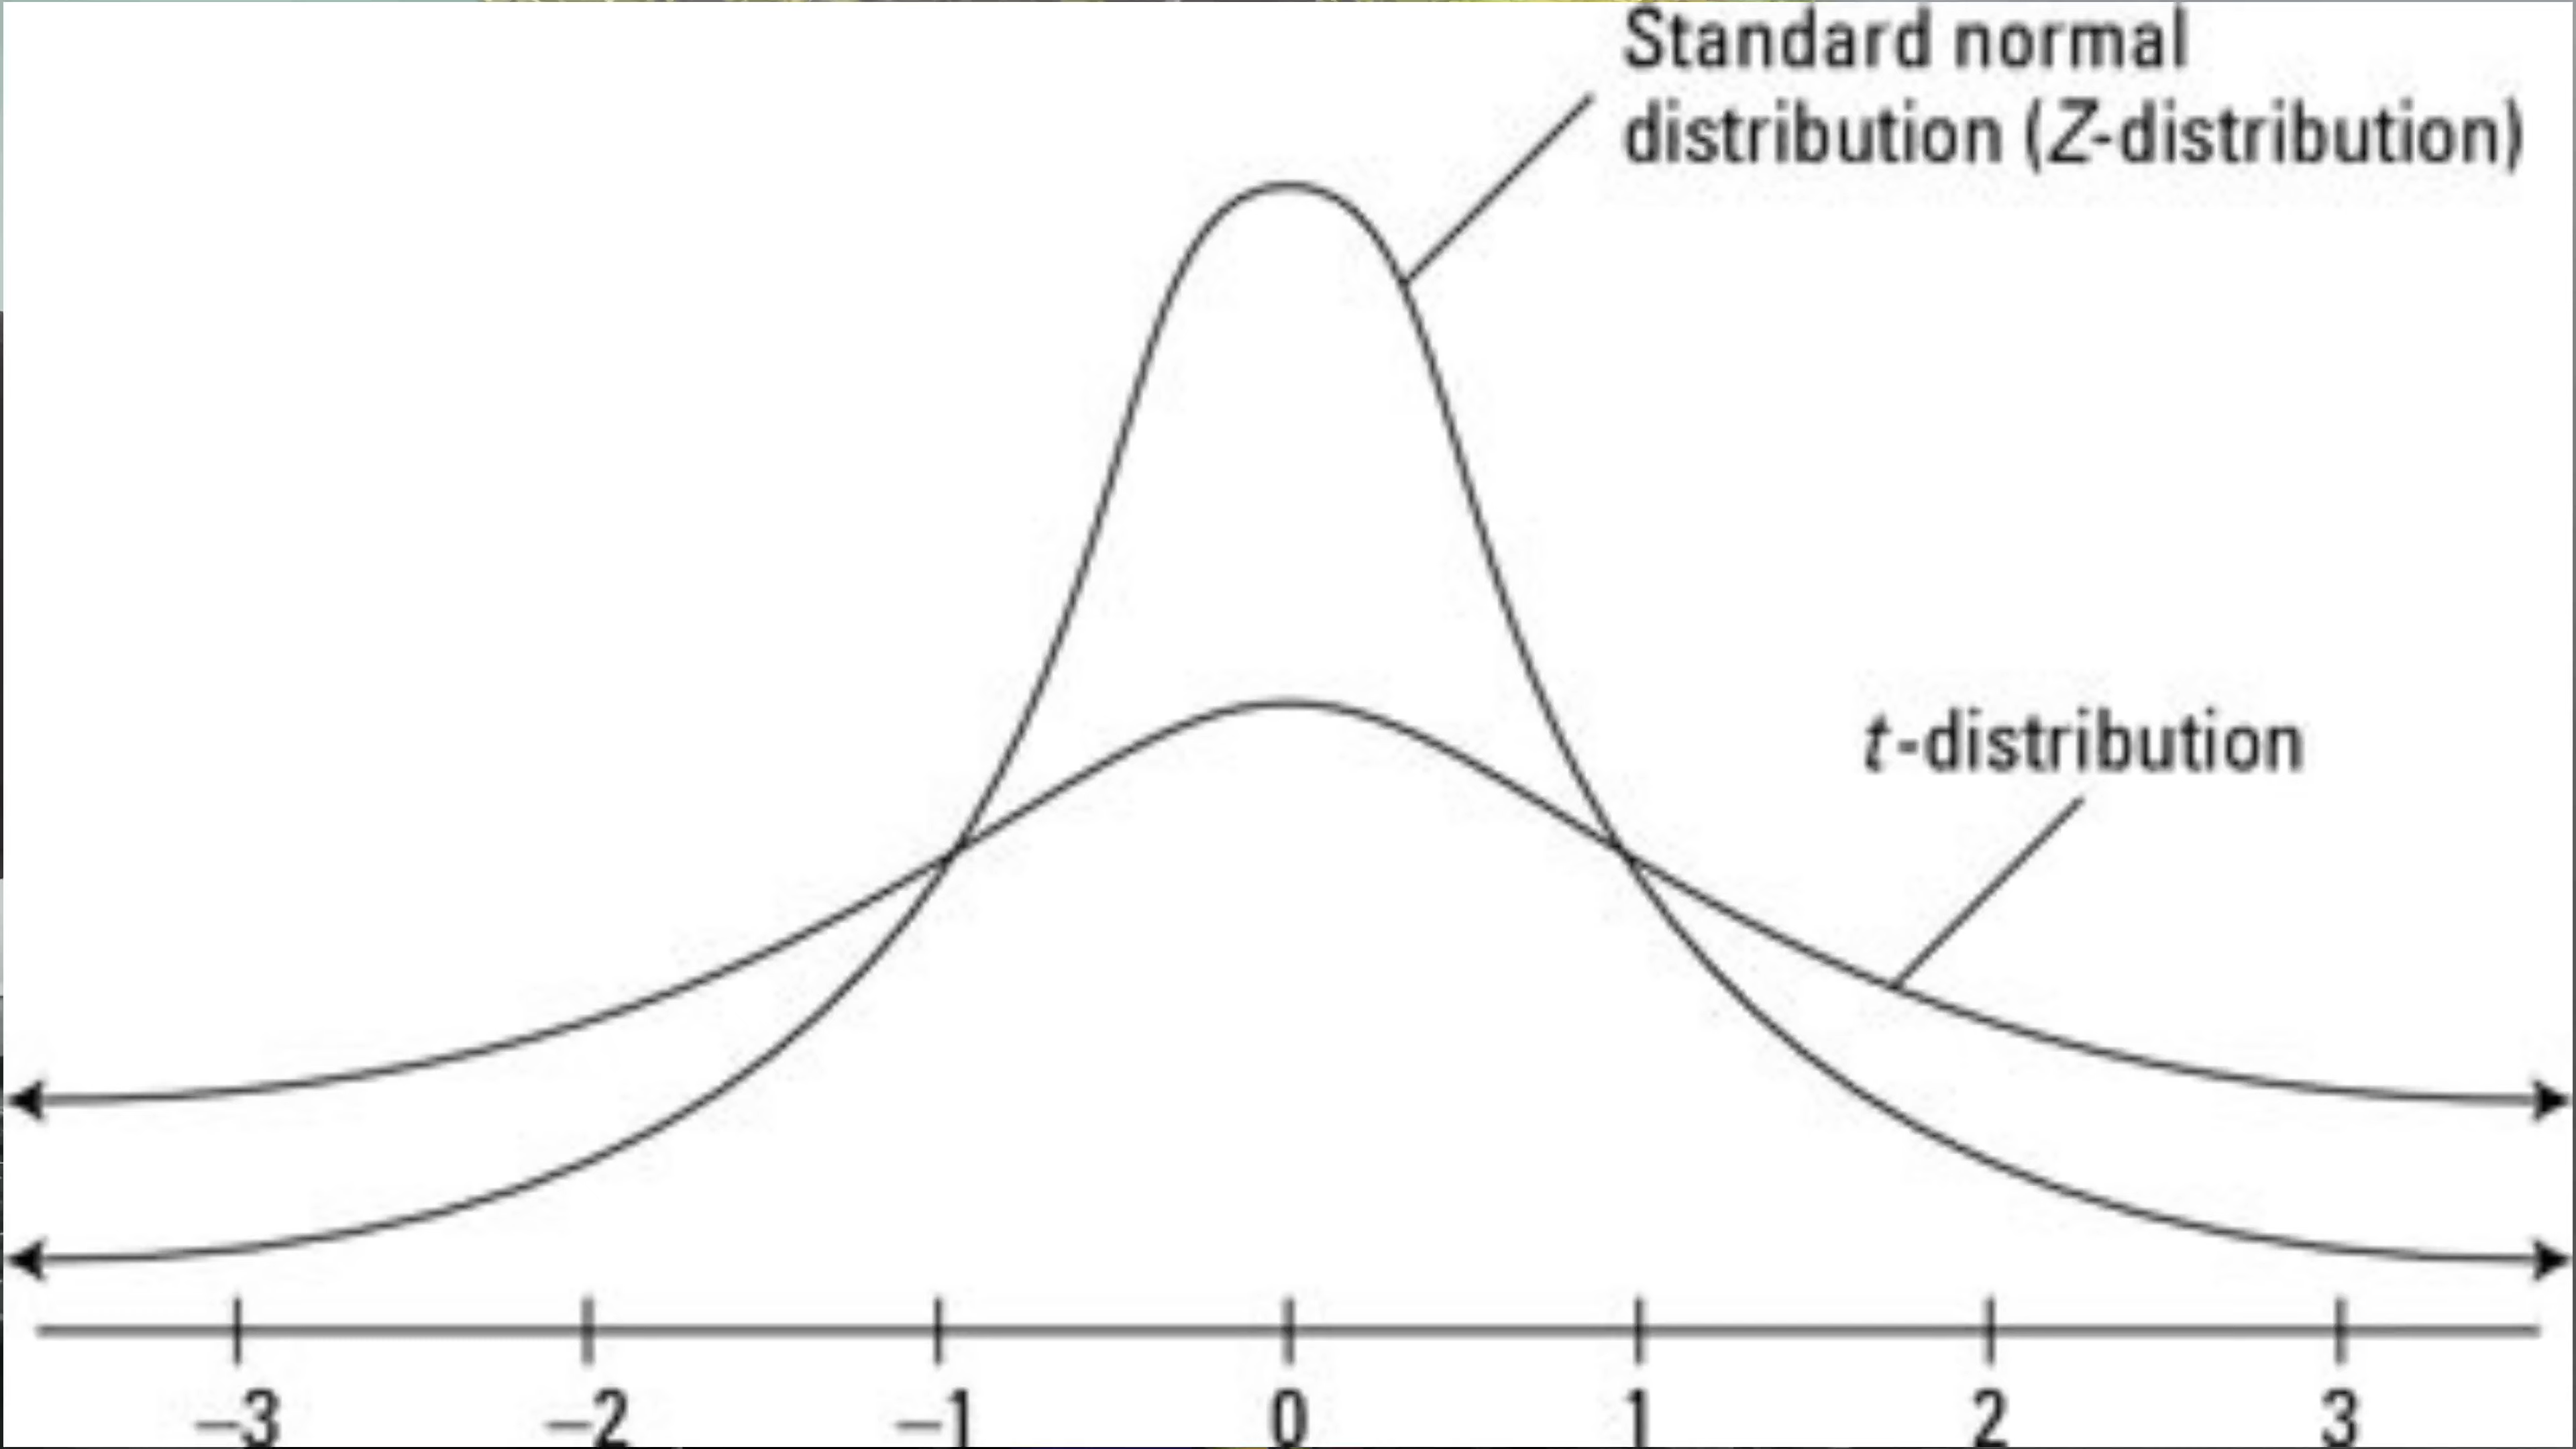 Standard normal
distribution (Z-distribution)
t-distribution
–3 –2 –1 0 1 2 3